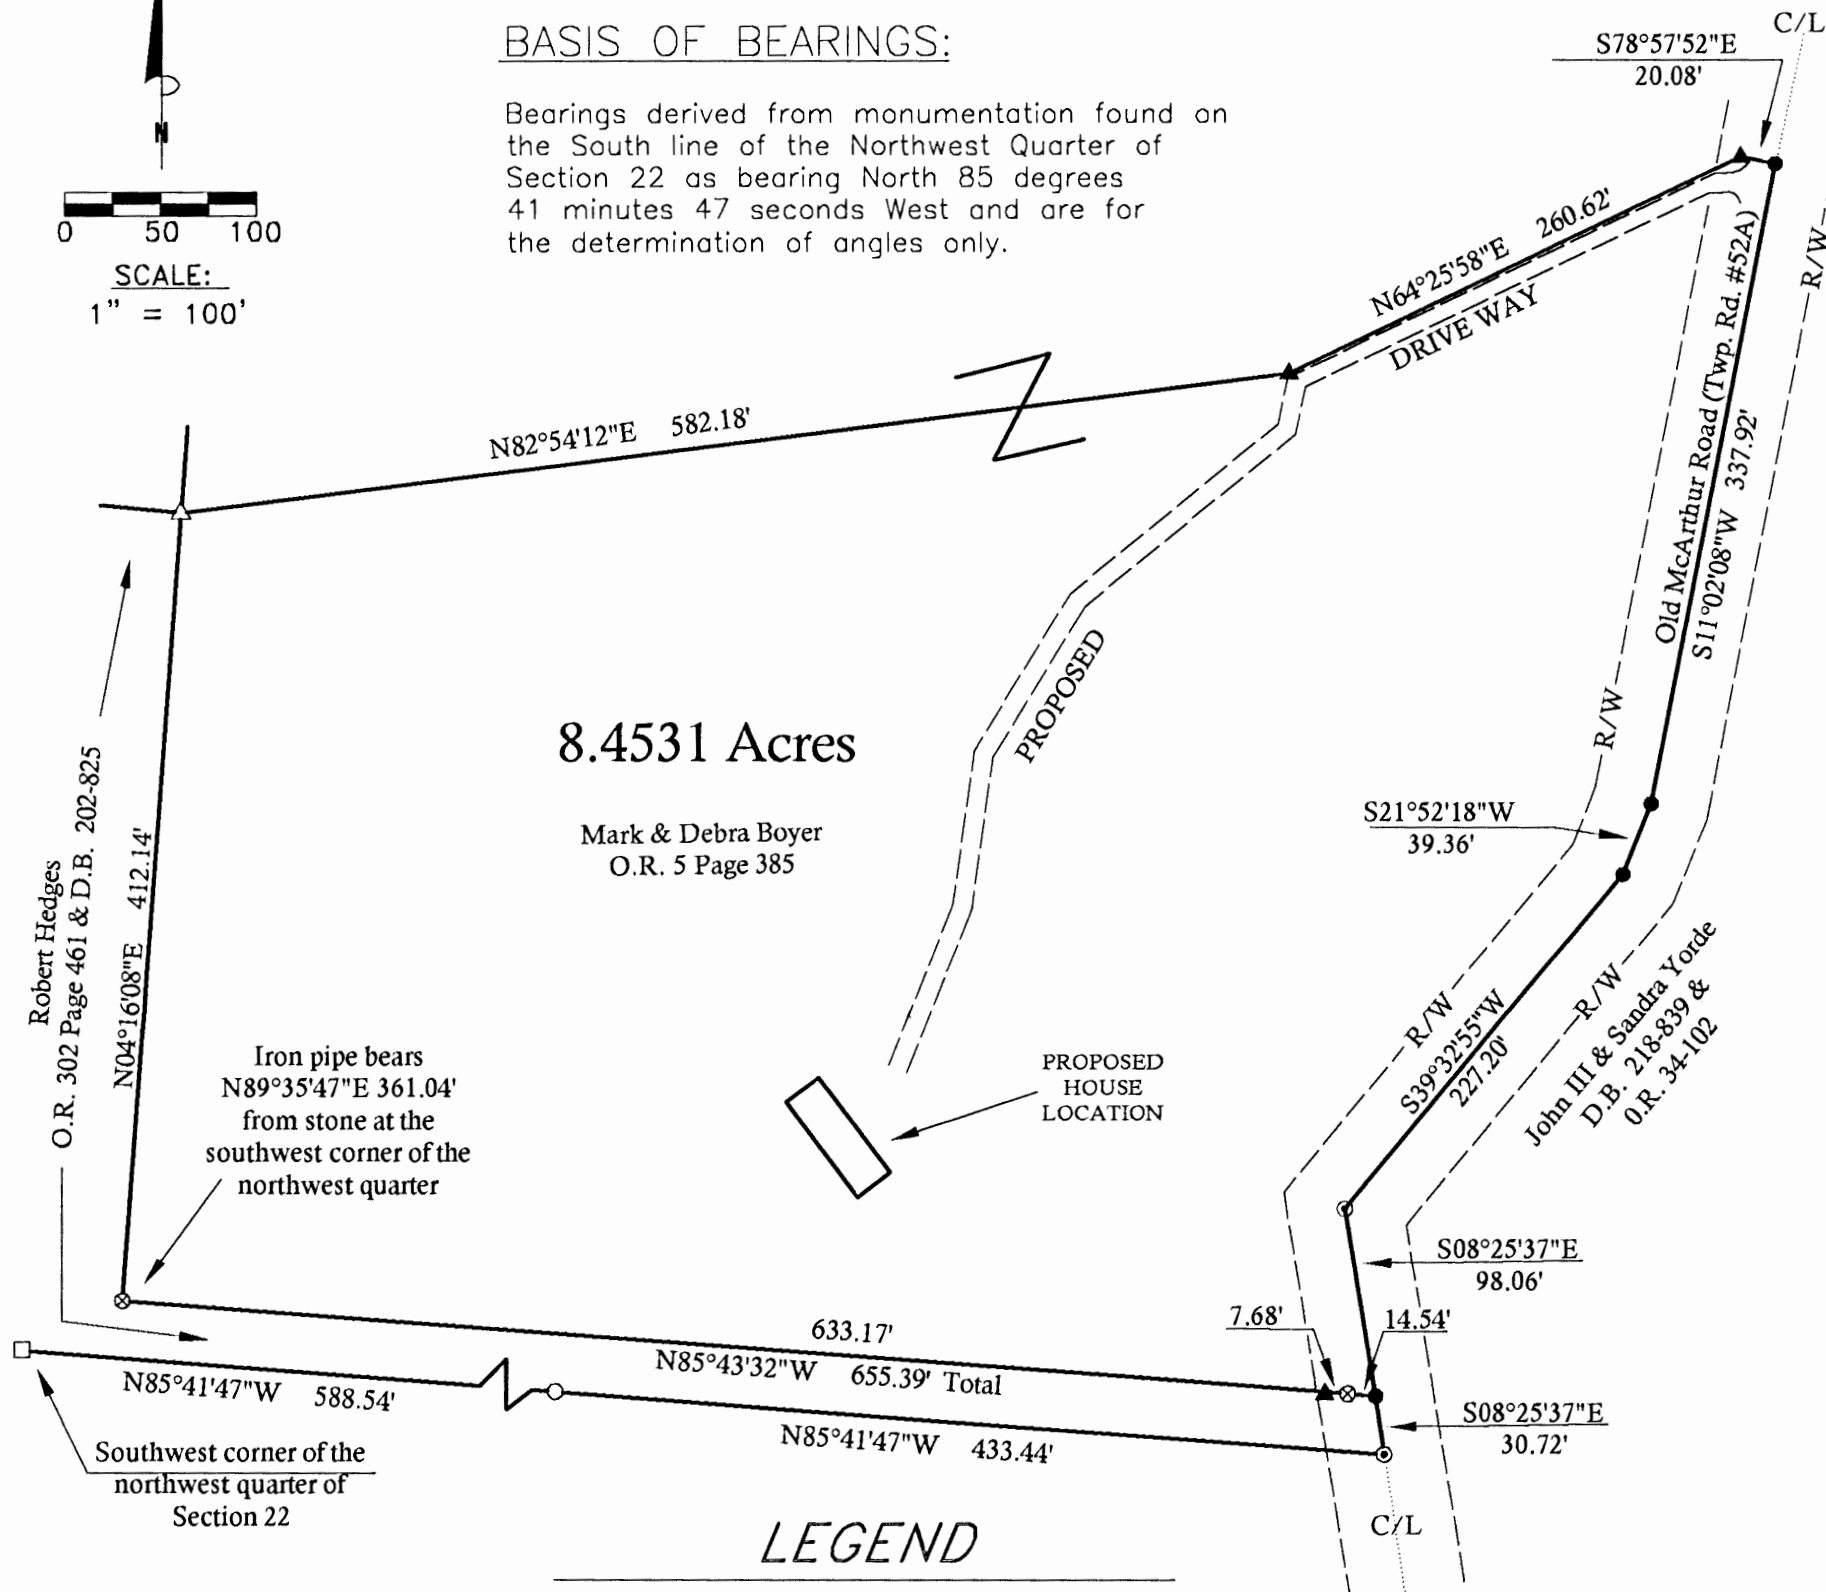 BASIS OF BEARINGS:
Bearings derived from monumentation found on
the South line of the Northwest Quarter of
Section 22 as bearing North 85 degrees
41 minutes 47 seconds West and are for
the determination of angles only.
N
0 50 100
SCALE:
1" = 100'
C/L
S78°57'52"E
20.08'
N64°25'58"E 260.62'
DRIVE WAY
R/W
Old McArthur Road (Twp. Rd. #52A)
S11°02'08"W 337.92'
N82°54'12"E 582.18'
PROPOSED
R/W
8.4531 Acres
Mark & Debra Boyer
O.R. 5 Page 385
S21°52'18"W
39.36'
Robert Hedges
O.R. 302 Page 461 & D.B. 202-825
N04°16'08"E 412.14'
R/W
R/W
S39°32'55"W
227.20'
John III & Sandra Yorde
D.B. 218-839 &
O.R. 34-102
Iron pipe bears
N89°35'47"E 361.04'
from stone at the
southwest corner of the
northwest quarter
PROPOSED
HOUSE
LOCATION
S08°25'37"E
98.06'
7.68'
14.54'
633.17'
N85°43'32"W 655.39' Total
N85°41'47"W 588.54'
N85°41'47"W 433.44'
S08°25'37"E
30.72'
Southwest corner of the
northwest quarter of
Section 22
C/L
LEGEND